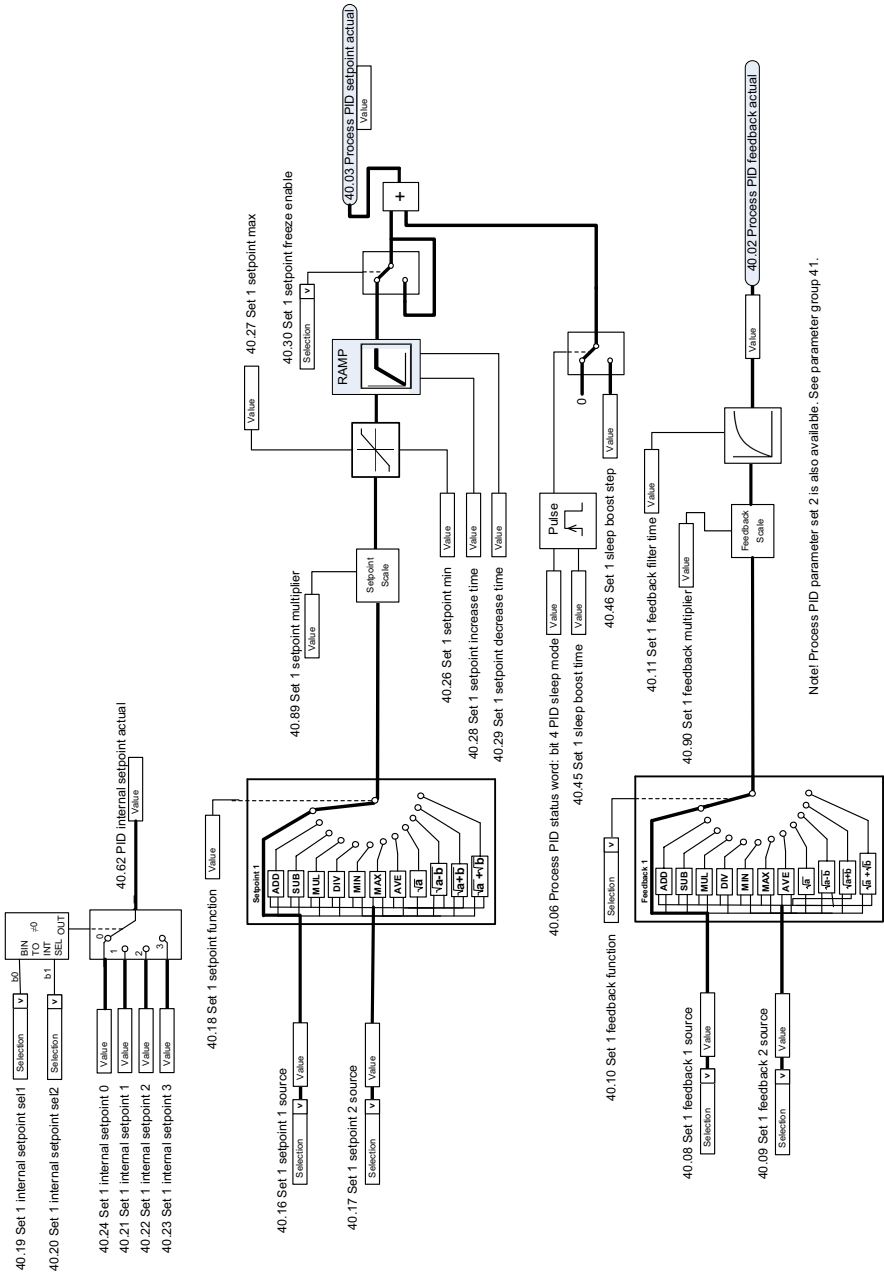 40.19 Set 1 internal setpoint sel1
Selection
v
b0
40.20 Set 1 internal setpoint sel2
Selection
v
b1
BIN
TO
INT
SEL
≠0
OUT
40.24 Set 1 internal setpoint 0
Value
0
40.21 Set 1 internal setpoint 1
Value
1
40.22 Set 1 internal setpoint 2
Value
2
40.23 Set 1 internal setpoint 3
Value
3
40.62 PID internal setpoint actual
Value
40.18 Set 1 setpoint function
Value
40.16 Set 1 setpoint 1 source
Selection
v
Value
40.17 Set 1 setpoint 2 source
Selection
v
Value
Setpoint 1
ADD
SUB
MUL
DIV
MIN
MAX
AVE
√a
√a-b
√a+b
√a +√b
40.89 Set 1 setpoint multiplier
Value
Setpoint
Scale
40.27 Set 1 setpoint max
Value
40.26 Set 1 setpoint min
Value
40.28 Set 1 setpoint increase time
Value
40.29 Set 1 setpoint decrease time
Value
RAMP
40.30 Set 1 setpoint freeze enable
Selection
v
+
40.03 Process PID setpoint actual
Value
40.06 Process PID status word: bit 4 PID sleep mode
Value
40.45 Set 1 sleep boost time
Value
Pulse
0
40.46 Set 1 sleep boost step
Value
40.10 Set 1 feedback function
Selection
v
40.08 Set 1 feedback 1 source
Selection
v
Value
40.09 Set 1 feedback 2 source
Selection
v
Value
Feedback 1
ADD
SUB
MUL
DIV
MIN
MAX
AVE
√a
√a-b
√a+b
√a +√b
40.90 Set 1 feedback multiplier
Value
Feedback
Scale
40.11 Set 1 feedback filter time
Value
Value
40.02 Process PID feedback actual
Note! Process PID parameter set 2 is also available. See parameter group 41.